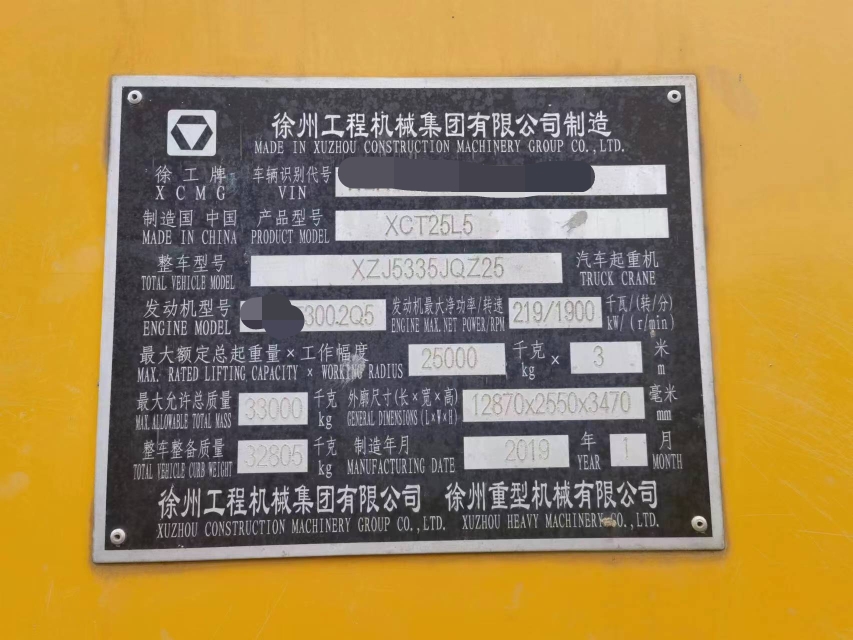 徐州工程机械集团有限公司制造
MADE IN XUZHOU CONSTRUCTION MACHINERY GROUP CO.,LTD.
徐工牌 车辆识别代号
XCMG VIN
制造国 中国 产品型号 XCT25L5
MADE IN CHINA PRODUCT MODEL
整车型号 XZJ5335JQZ25 汽车起重机
TOTAL VEHICLE MODEL TRUCK CRANE
发动机型号 300.2Q5 发动机最大净功率/转速 219/1900 千瓦/(转/分)
ENGINE MODEL ENGINE MAX.NET POWER/RPM kW/(r/min)
最大额定总起重量×工作幅度 25000 千克 × 3 米
MAX. RATED LIFTING CAPACITY × WORKING RADIUS kg m
最大允许总质量 33000 千克 外廓尺寸(长×宽×高) 12870x2550x3470 毫米
MAX.ALLOWABLE TOTAL MASS kg GENERAL DIMENSIONS (L×W×H) mm
整车整备质量 32805 千克 制造年月 2019 年 1 月
TOTAL VEHICLE CURB WEIGHT kg MANUFACTURING DATE YEAR MONTH
徐州工程机械集团有限公司 徐州重型机械有限公司
XUZHOU CONSTRUCTION MACHINERY GROUP CO.,LTD. XUZHOU HEAVY MACHINERY CO.,LTD.